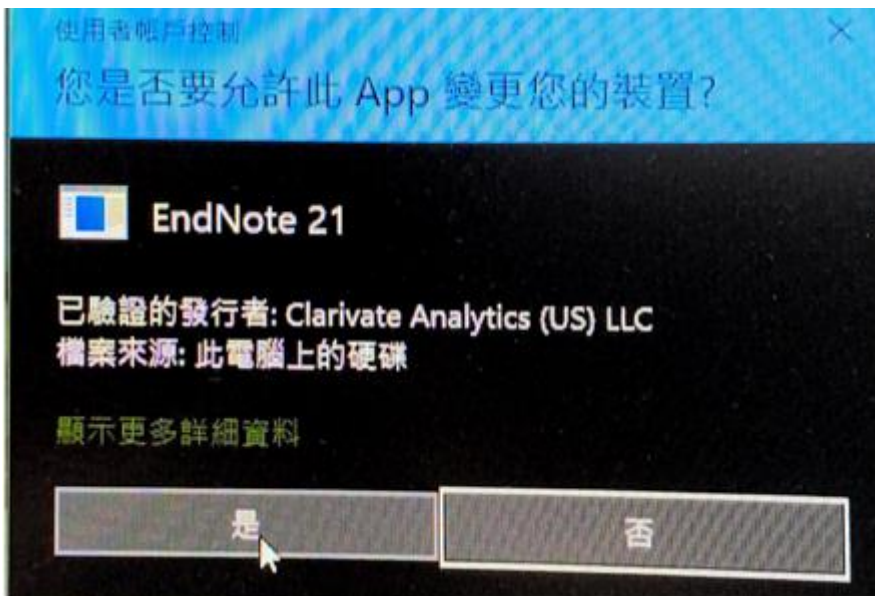 使用者帳戶控制
您是否要允許此 App 變更您的裝置?
EndNote 21
已驗證的發行者: Clarivate Analytics (US) LLC
檔案來源: 此電腦上的硬碟
顯示更多詳細資料
是
否